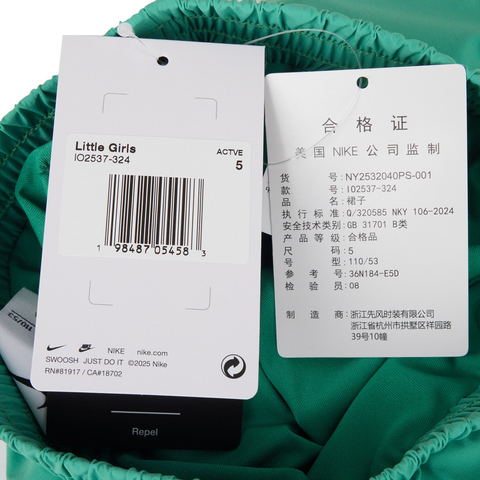 Little Girls
IO2537-324
ACTVE
5
1 98487 05458 3
NIKE nike.com
SWOOSH JUST DO IT ©2025 Nike
RN#81917 / CA#18702
Repel
合格证
美国 NIKE 公司监制
货号:NY2532040PS-001
款号:IO2537-324
品名:裙子
执行标准:Q/320585 NKY 106-2024
安全技术类别:GB 31701 B类
产品等级:合格品
尺码:5
型号:110/53
参考号:36N184-E5D
检验员:08
浙江先风时装有限公司
浙江省杭州市拱墅区祥园路
39号10幢